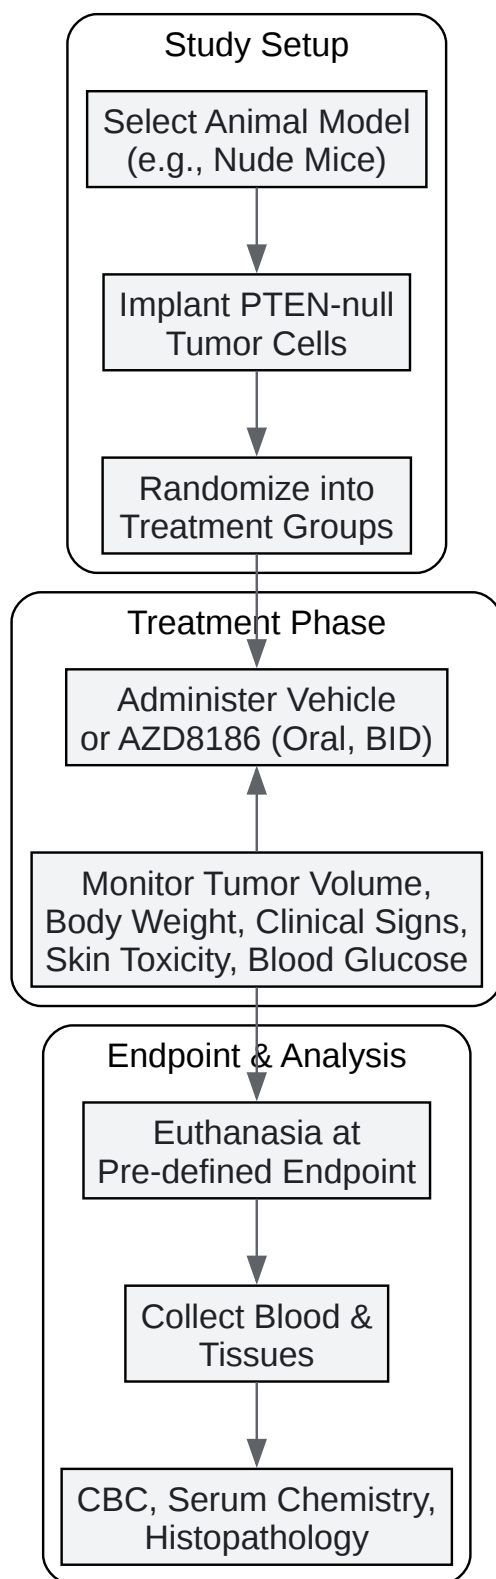 Study Setup
Select Animal Model
(e.g., Nude Mice)
Implant PTEN-null
Tumor Cells
Randomize into
Treatment Groups
Treatment Phase
Administer Vehicle
or AZD8186 (Oral, BID)
Monitor Tumor Volume,
Body Weight, Clinical Signs,
Skin Toxicity, Blood Glucose
Endpoint & Analysis
Euthanasia at
Pre-defined Endpoint
Collect Blood &
Tissues
CBC, Serum Chemistry,
Histopathology